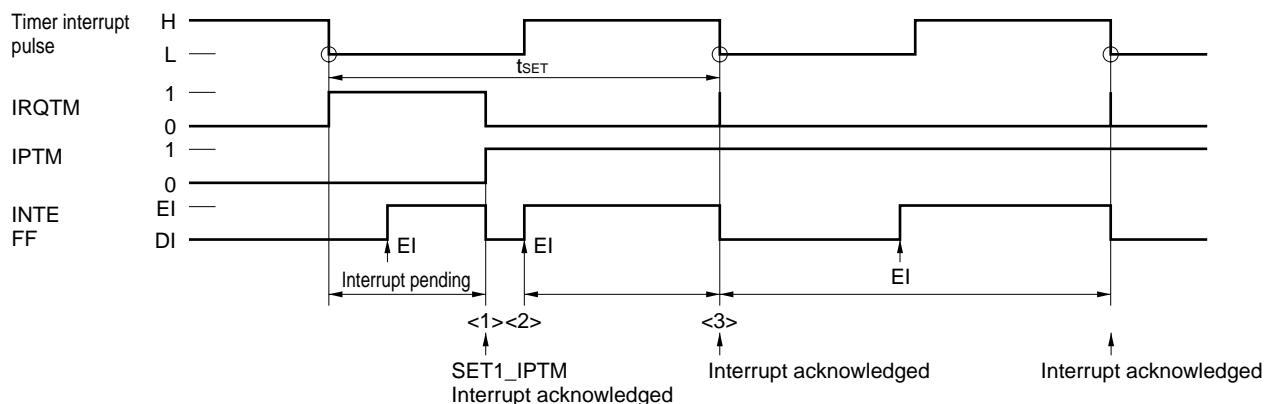 Timer interrupt
pulse
H
L
tSET
IRQTM
1
0
IPTM
1
0
INTE
FF
EI
DI
EI
EI
EI
Interrupt pending
<1> <2> <3>
SET1_IPTM
Interrupt acknowledged
Interrupt acknowledged
Interrupt acknowledged